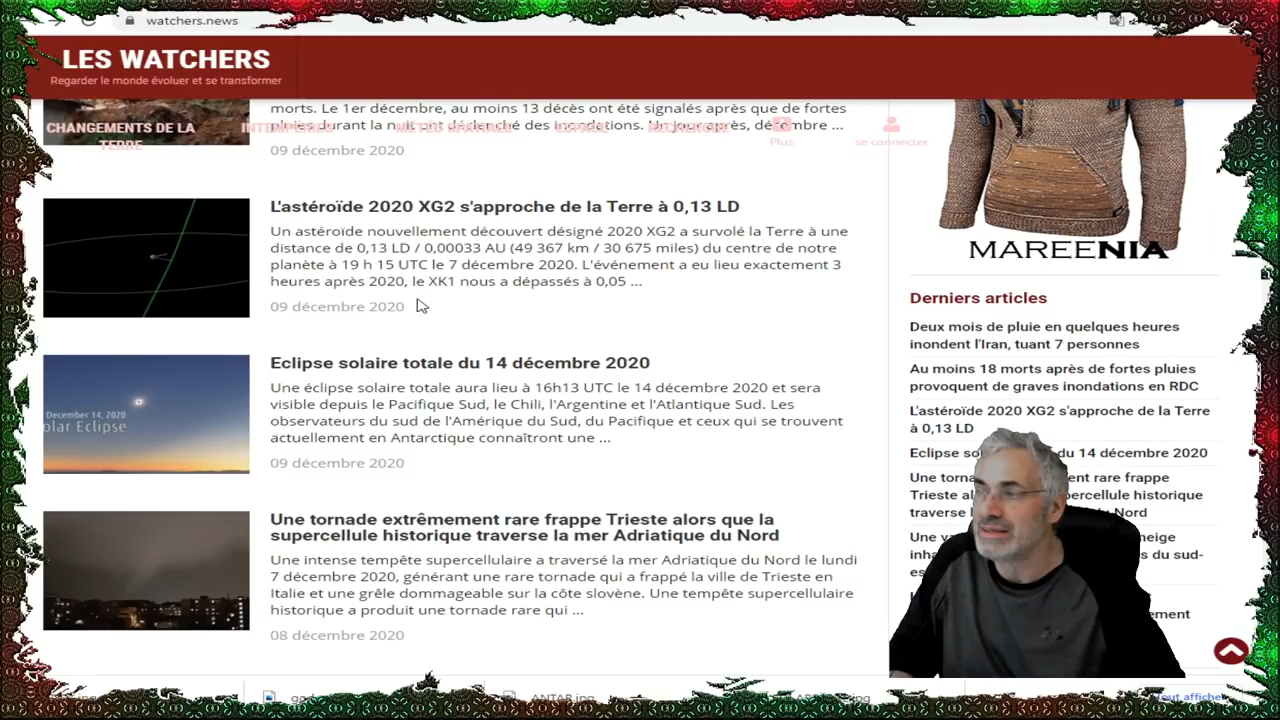 watchers.news
LES WATCHERS
Regarder le monde évoluer et se transformer
CHANGEMENTS DE LA
TERRE
Plus
se connecter
morts. Le 1er décembre, au moins 13 décès ont été signalés après que de fortes
pluies durant la nuit ont déclenché des inondations. Un jour après, décembre ...
09 décembre 2020
L'astéroïde 2020 XG2 s'approche de la Terre à 0,13 LD
Un astéroïde nouvellement découvert désigné 2020 XG2 a survolé la Terre à une
distance de 0,13 LD / 0,00033 AU (49 367 km / 30 675 miles) du centre de notre
planète à 19 h 15 UTC le 7 décembre 2020. L'événement a eu lieu exactement 3
heures après 2020, le XK1 nous a dépassés à 0,05 ...
09 décembre 2020
December 14, 2020
olar Eclipse
Eclipse solaire totale du 14 décembre 2020
Une éclipse solaire totale aura lieu à 16h13 UTC le 14 décembre 2020 et sera
visible depuis le Pacifique Sud, le Chili, l'Argentine et l'Atlantique Sud. Les
observateurs du sud de l'Amérique du Sud, du Pacifique et ceux qui se trouvent
actuellement en Antarctique connaîtront une ...
09 décembre 2020
Une tornade extrêmement rare frappe Trieste alors que la
supercellule historique traverse la mer Adriatique du Nord
Une intense tempête supercellulaire a traversé la mer Adriatique du Nord le lundi
7 décembre 2020, générant une rare tornade qui a frappé la ville de Trieste en
Italie et une grêle dommageable sur la côte slovène. Une tempête supercellulaire
historique a produit une tornade rare qui ...
08 décembre 2020
MAREENIA
Derniers articles
Deux mois de pluie en quelques heures
inondent l'Iran, tuant 7 personnes
Au moins 18 morts après de fortes pluies
provoquent de graves inondations en RDC
L'astéroïde 2020 XG2 s'approche de la Terre
à 0,13 LD
Eclipse du 14 décembre 2020
Une rare frappe
Trieste historique
traverse Nord
Une neige
du sud-
ANTAR.jpg